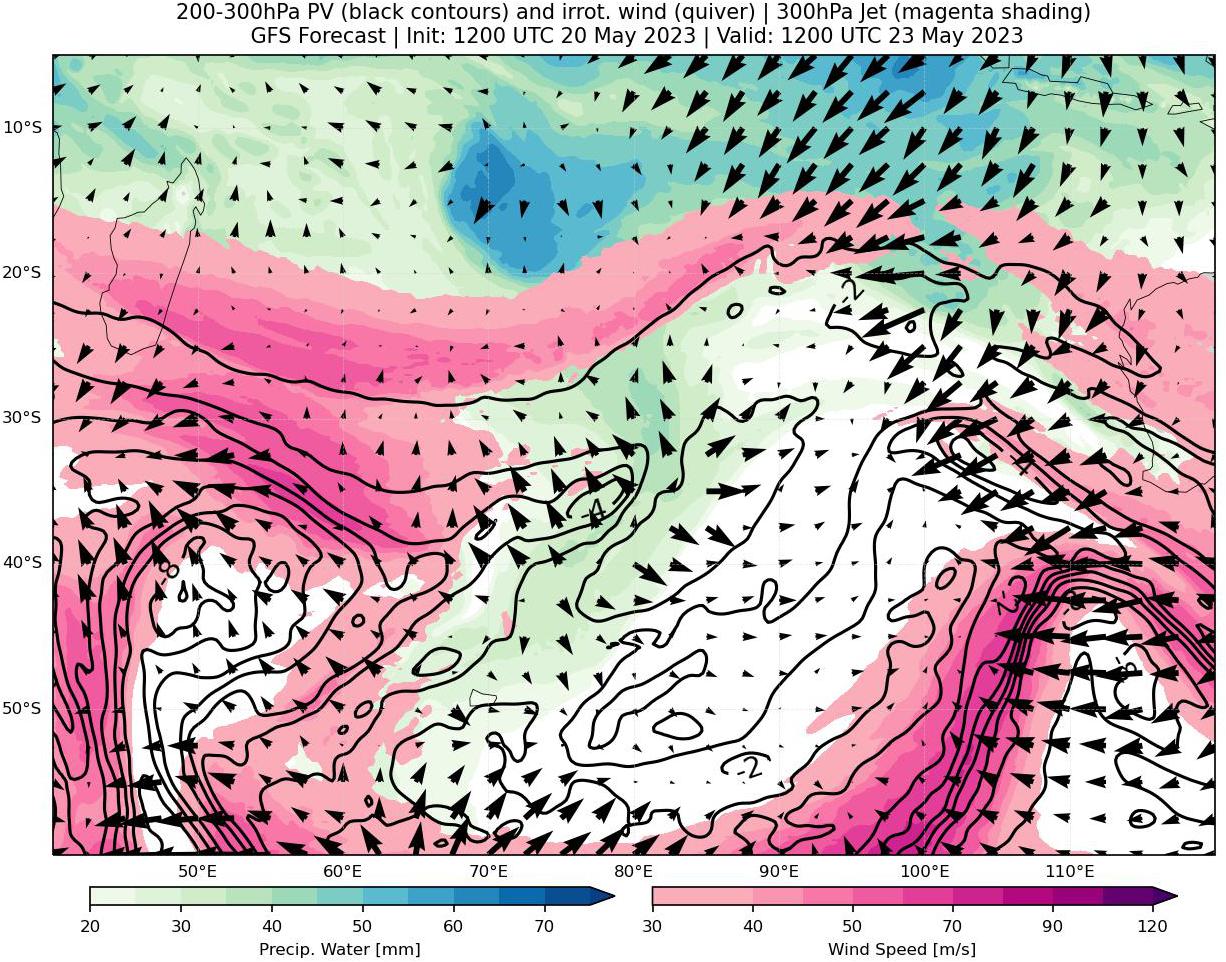 200-300hPa PV (black contours) and irrot. wind (quiver) | 300hPa Jet (magenta shading)
GFS Forecast | Init: 1200 UTC 20 May 2023 | Valid: 1200 UTC 23 May 2023
10°S
20°S
30°S
40°S
50°S
-2
-4
-8
-2
-2
50°E 60°E 70°E 80°E 90°E 100°E 110°E
20 30 40 50 60 70
30 40 50 70 90 120
Precip. Water [mm]
Wind Speed [m/s]